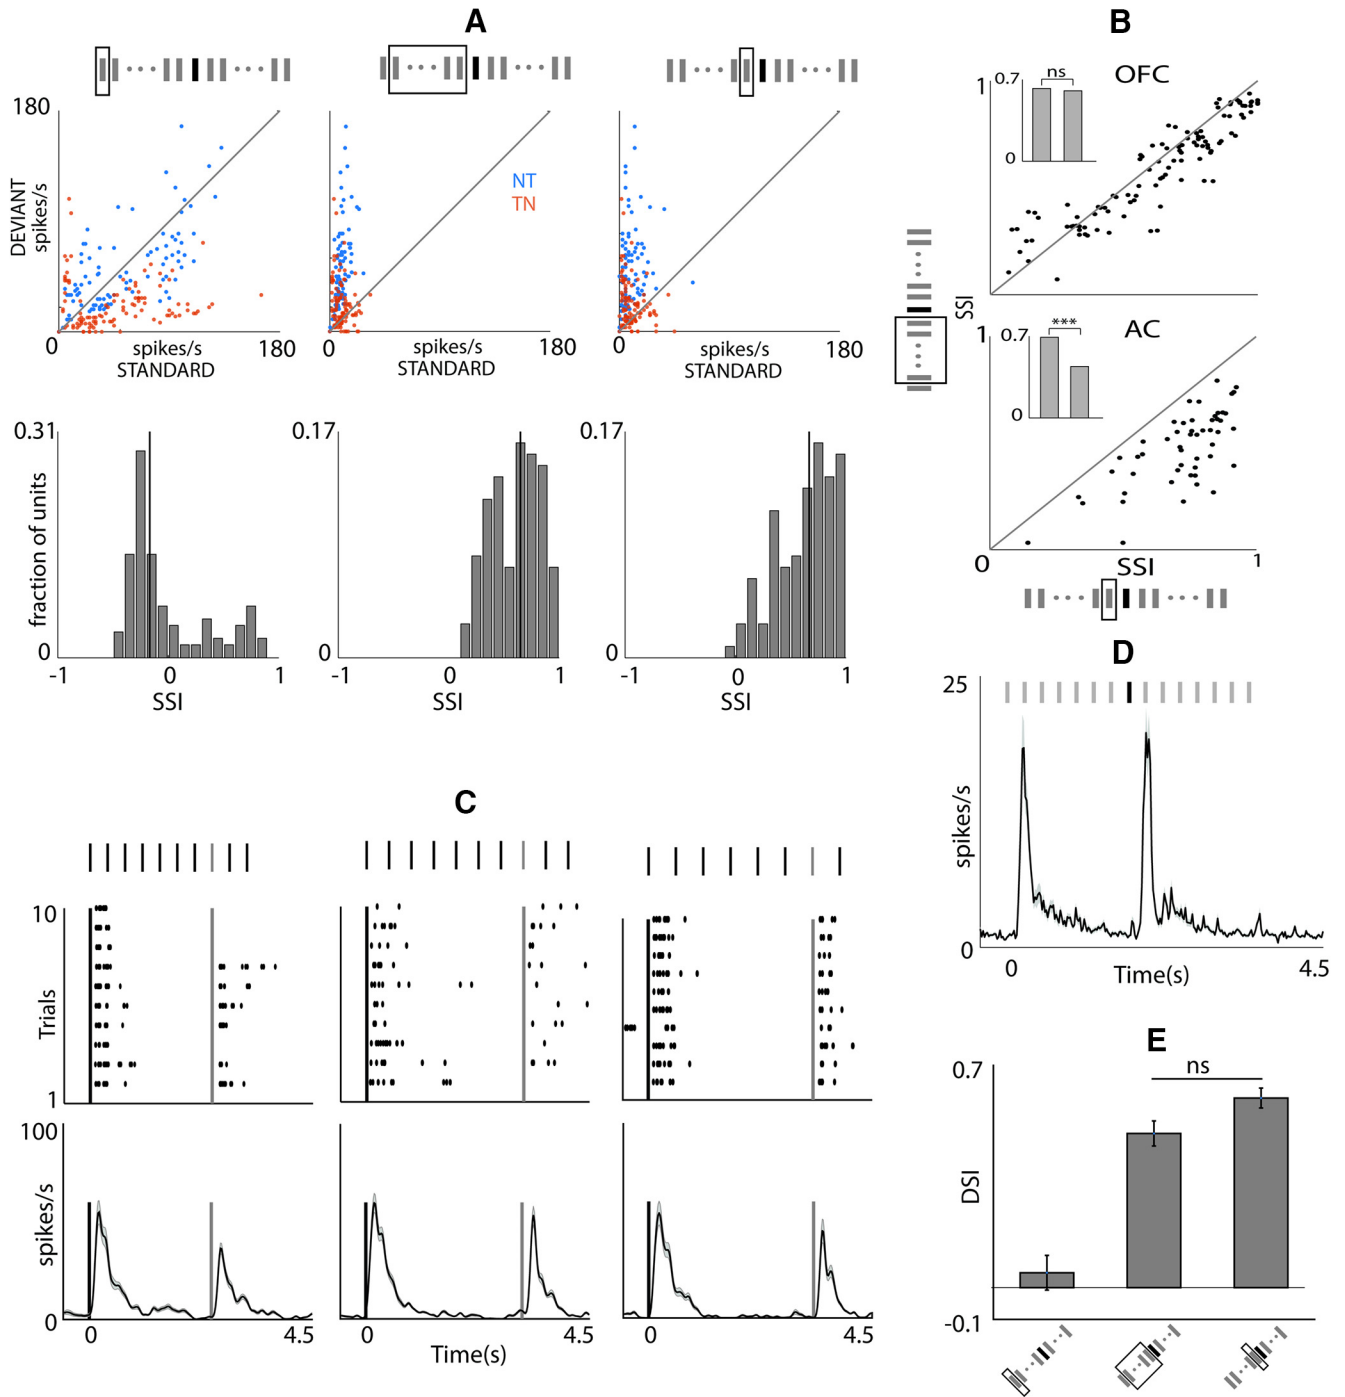 A
180
DEVIANT
spikes/s
NT
TN
0
spikes/s
180
STANDARD
0
spikes/s
180
STANDARD
0
spikes/s
180
STANDARD
0.31
fraction of units
0
-1
0
1
SSI
0.17
0
-1
0
1
SSI
0.17
0
-1
0
1
SSI
B
1
0.7
ns
OFC
0
SSI
1
0.7
***
AC
0
0
SSI
1
C
10
Trials
1
100
spikes/s
0
0
4.5
0
4.5
Time(s)
0
4.5
D
25
spikes/s
0
0
Time(s)
4.5
E
0.7
ns
DSI
-0.1